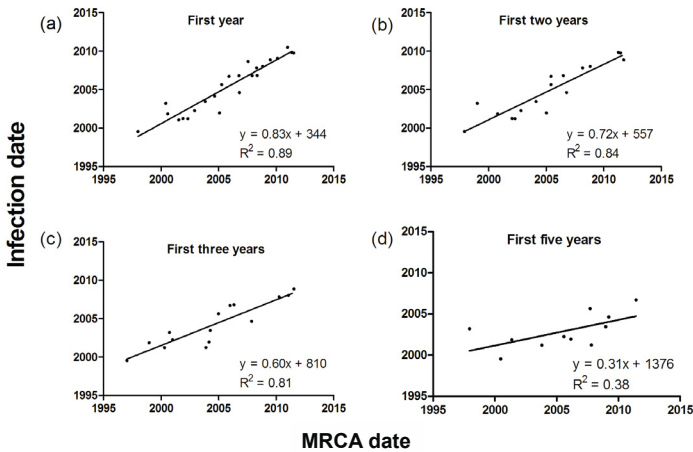 Infection date
(a)
First year
2015
2010
2005
2000
1995
1995 2000 2005 2010 2015
y = 0.83x + 344
R² = 0.89
(b)
First two years
2015
2010
2005
2000
1995
1995 2000 2005 2010 2015
y = 0.72x + 557
R² = 0.84
(c)
First three years
2015
2010
2005
2000
1995
1995 2000 2005 2010 2015
y = 0.60x + 810
R² = 0.81
(d)
First five years
2015
2010
2005
2000
1995
1995 2000 2005 2010 2015
y = 0.31x + 1376
R² = 0.38
MRCA date